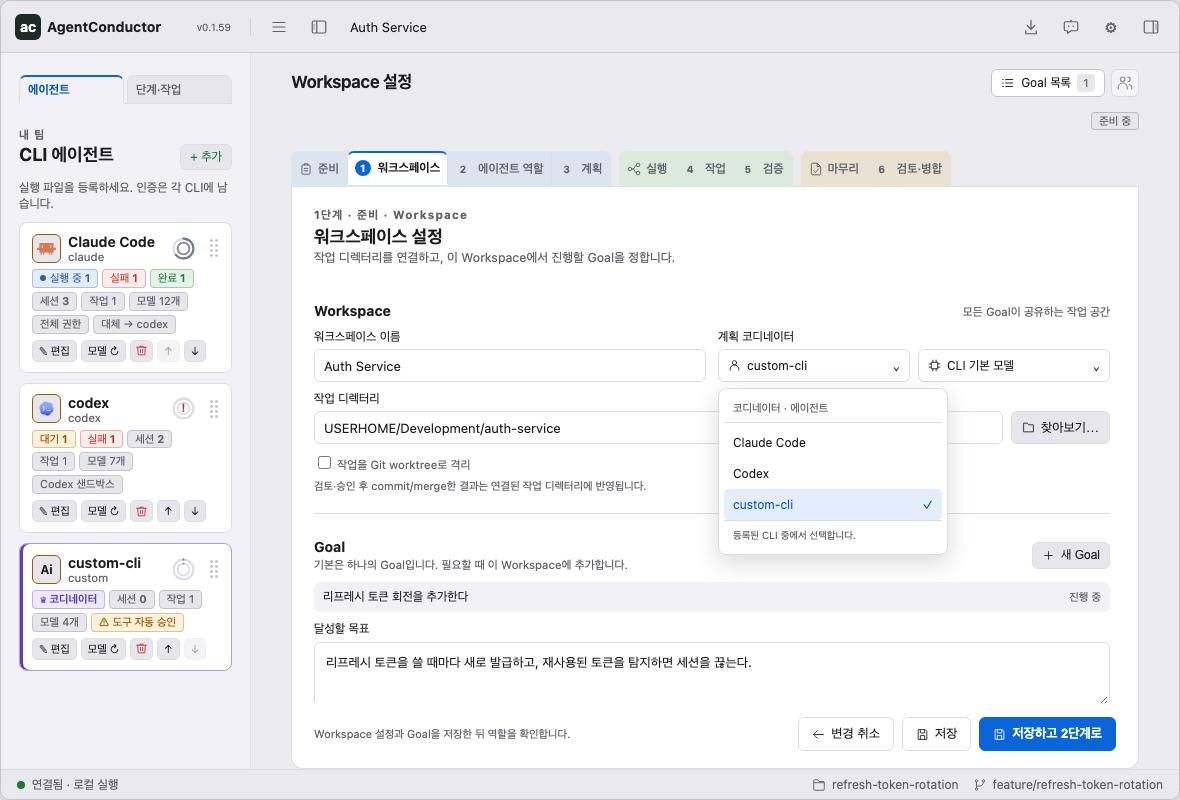 ac AgentConductor v0.1.59 Auth Service
에이전트 단계·작업
내 팀
CLI 에이전트 + 추가
실행 파일을 등록하세요. 인증은 각 CLI에 남
습니다.
Claude Code
claude
실행 중 1 실패 1 완료 1
세션 3 작업 1 모델 12개
전체 권한 대체 → codex
✎ 편집 모델 ↻ ↑ ↓
codex
codex
대기 1 실패 1 세션 2
작업 1 모델 7개
Codex 샌드박스
✎ 편집 모델 ↻ ↑ ↓
Ai custom-cli
custom
♛ 코디네이터 세션 0 작업 1
모델 4개 ⚠ 도구 자동 승인
✎ 편집 모델 ↻ ↑ ↓
Workspace 설정 Goal 목록 1
준비 중
준비 1 워크스페이스 2 에이전트 역할 3 계획 실행 4 작업 5 검증 마무리 6 검토·병합
1단계 · 준비 · Workspace
워크스페이스 설정
작업 디렉터리를 연결하고, 이 Workspace에서 진행할 Goal을 정합니다.
Workspace 모든 Goal이 공유하는 작업 공간
워크스페이스 이름 계획 코디네이터
Auth Service custom-cli CLI 기본 모델
작업 디렉터리
USERHOME/Development/auth-service 찾아보기…
작업을 Git worktree로 격리
검토·승인 후 commit/merge한 결과는 연결된 작업 디렉터리에 반영됩니다.
코디네이터 · 에이전트
Claude Code
Codex
custom-cli ✓
등록된 CLI 중에서 선택합니다.
Goal
기본은 하나의 Goal입니다. 필요할 때 이 Workspace에 추가합니다. + 새 Goal
리프레시 토큰 회전을 추가한다 진행 중
달성할 목표
리프레시 토큰을 쓸 때마다 새로 발급하고, 재사용된 토큰을 탐지하면 세션을 끊는다.
Workspace 설정과 Goal을 저장한 뒤 역할을 확인합니다. ← 변경 취소 저장 저장하고 2단계로
연결됨 · 로컬 실행 refresh-token-rotation feature/refresh-token-rotation